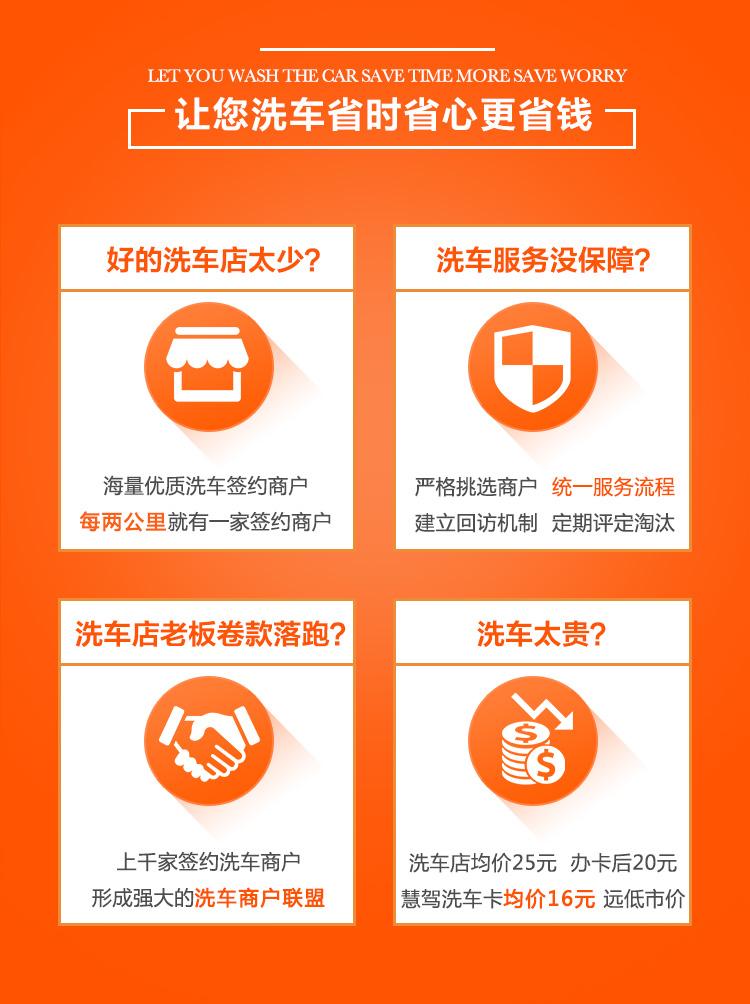 LET YOU WASH THE CAR SAVE TIME MORE SAVE WORRY
让您洗车省时省心更省钱
好的洗车店太少?
海量优质洗车签约商户
每两公里就有一家签约商户
洗车服务没保障?
严格挑选商户 统一服务流程
建立回访机制 定期评定淘汰
洗车店老板卷款落跑?
上千家签约洗车商户
形成强大的洗车商户联盟
洗车太贵?
$
$
洗车店均价25元 办卡后20元
慧驾洗车卡均价16元 远低市价